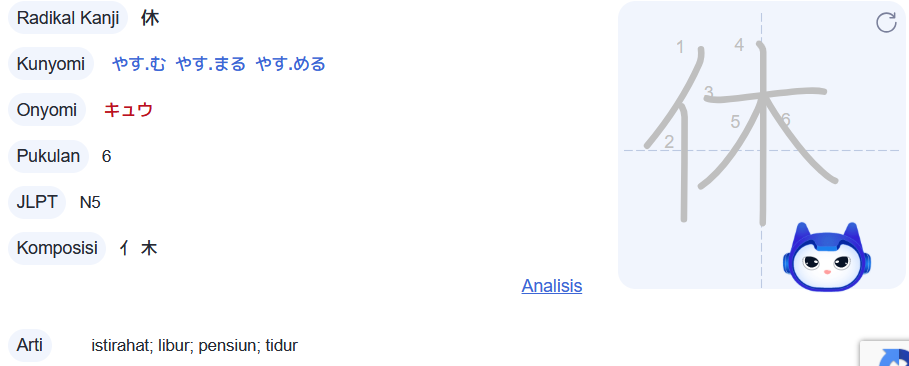 Radikal Kanji 休
Kunyomi やす.む やす.まる やす.める
Onyomi キュウ
Pukulan 6
JLPT N5
Komposisi 亻 木
Analisis
Arti istirahat; libur; pensiun; tidur
1 4
3
5 6
2
休